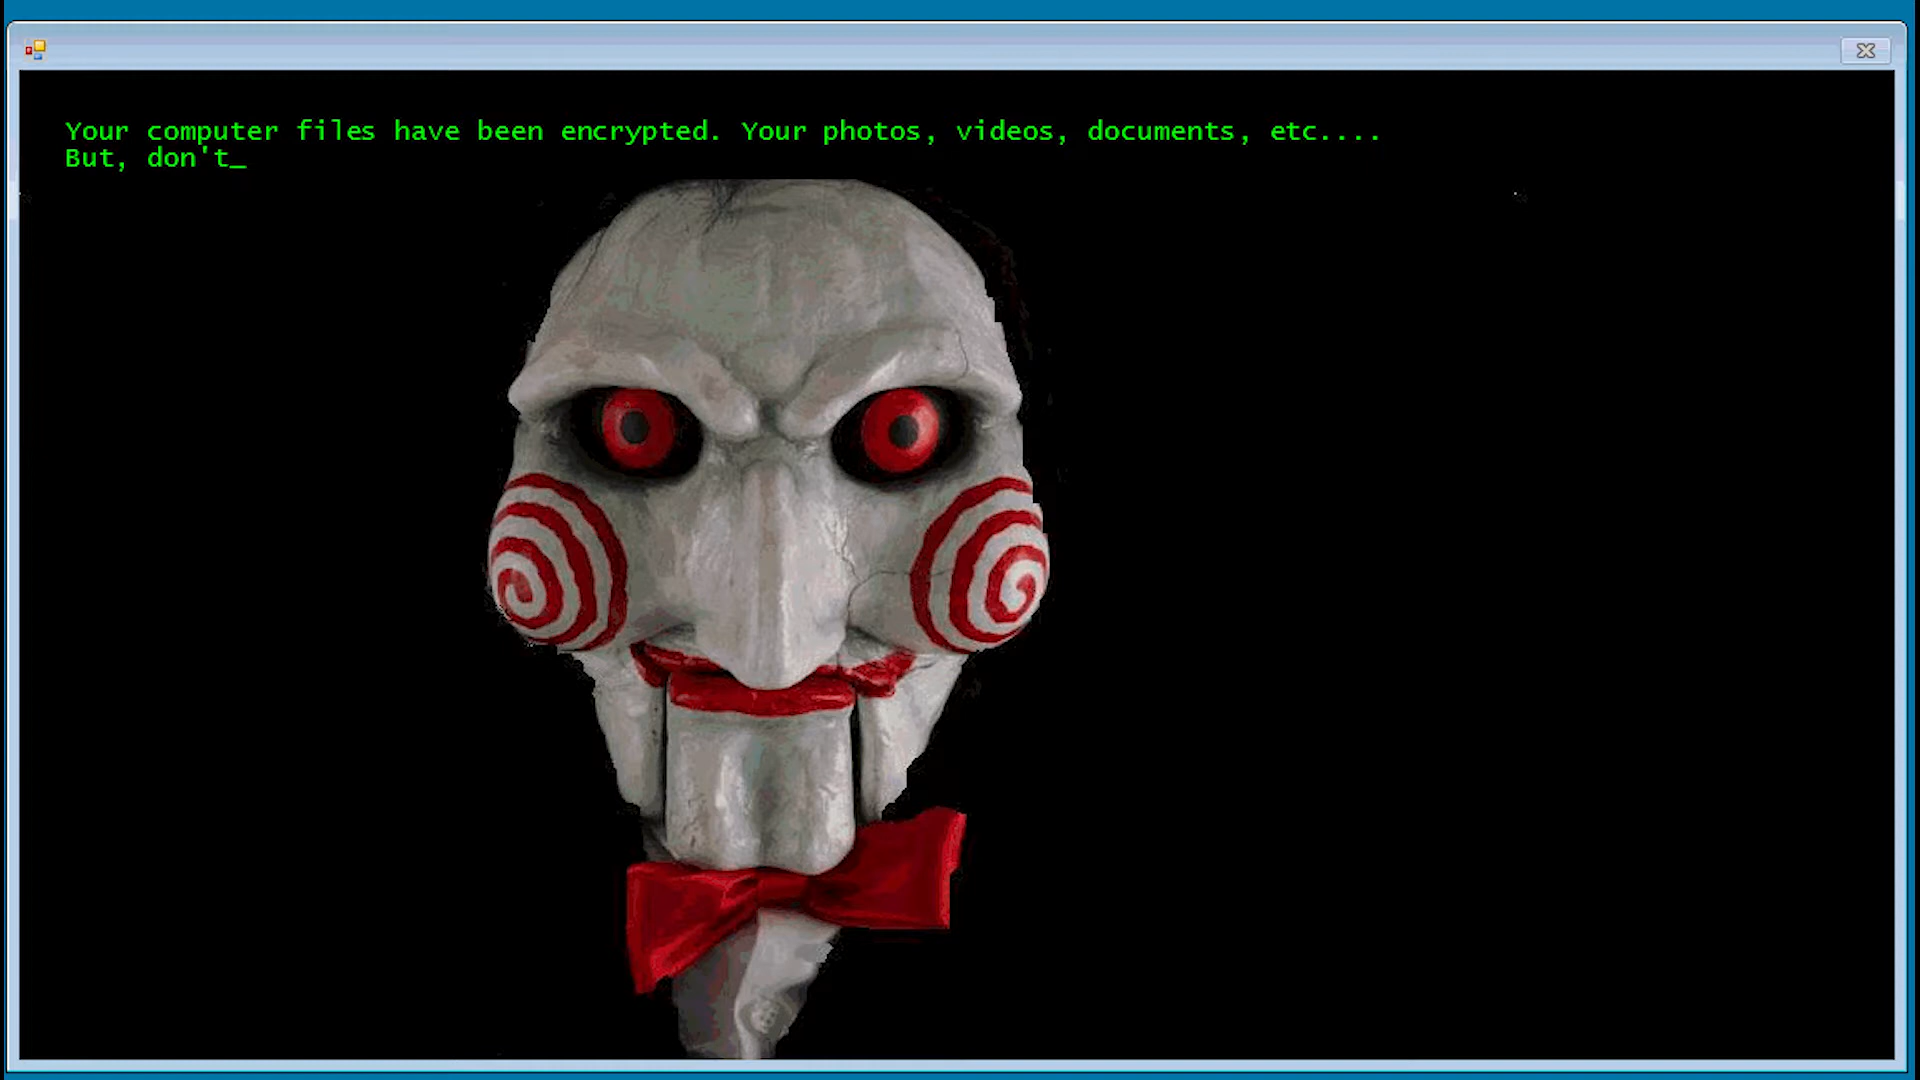 Your computer files have been encrypted. Your photos, videos, documents, etc....
But, don't_